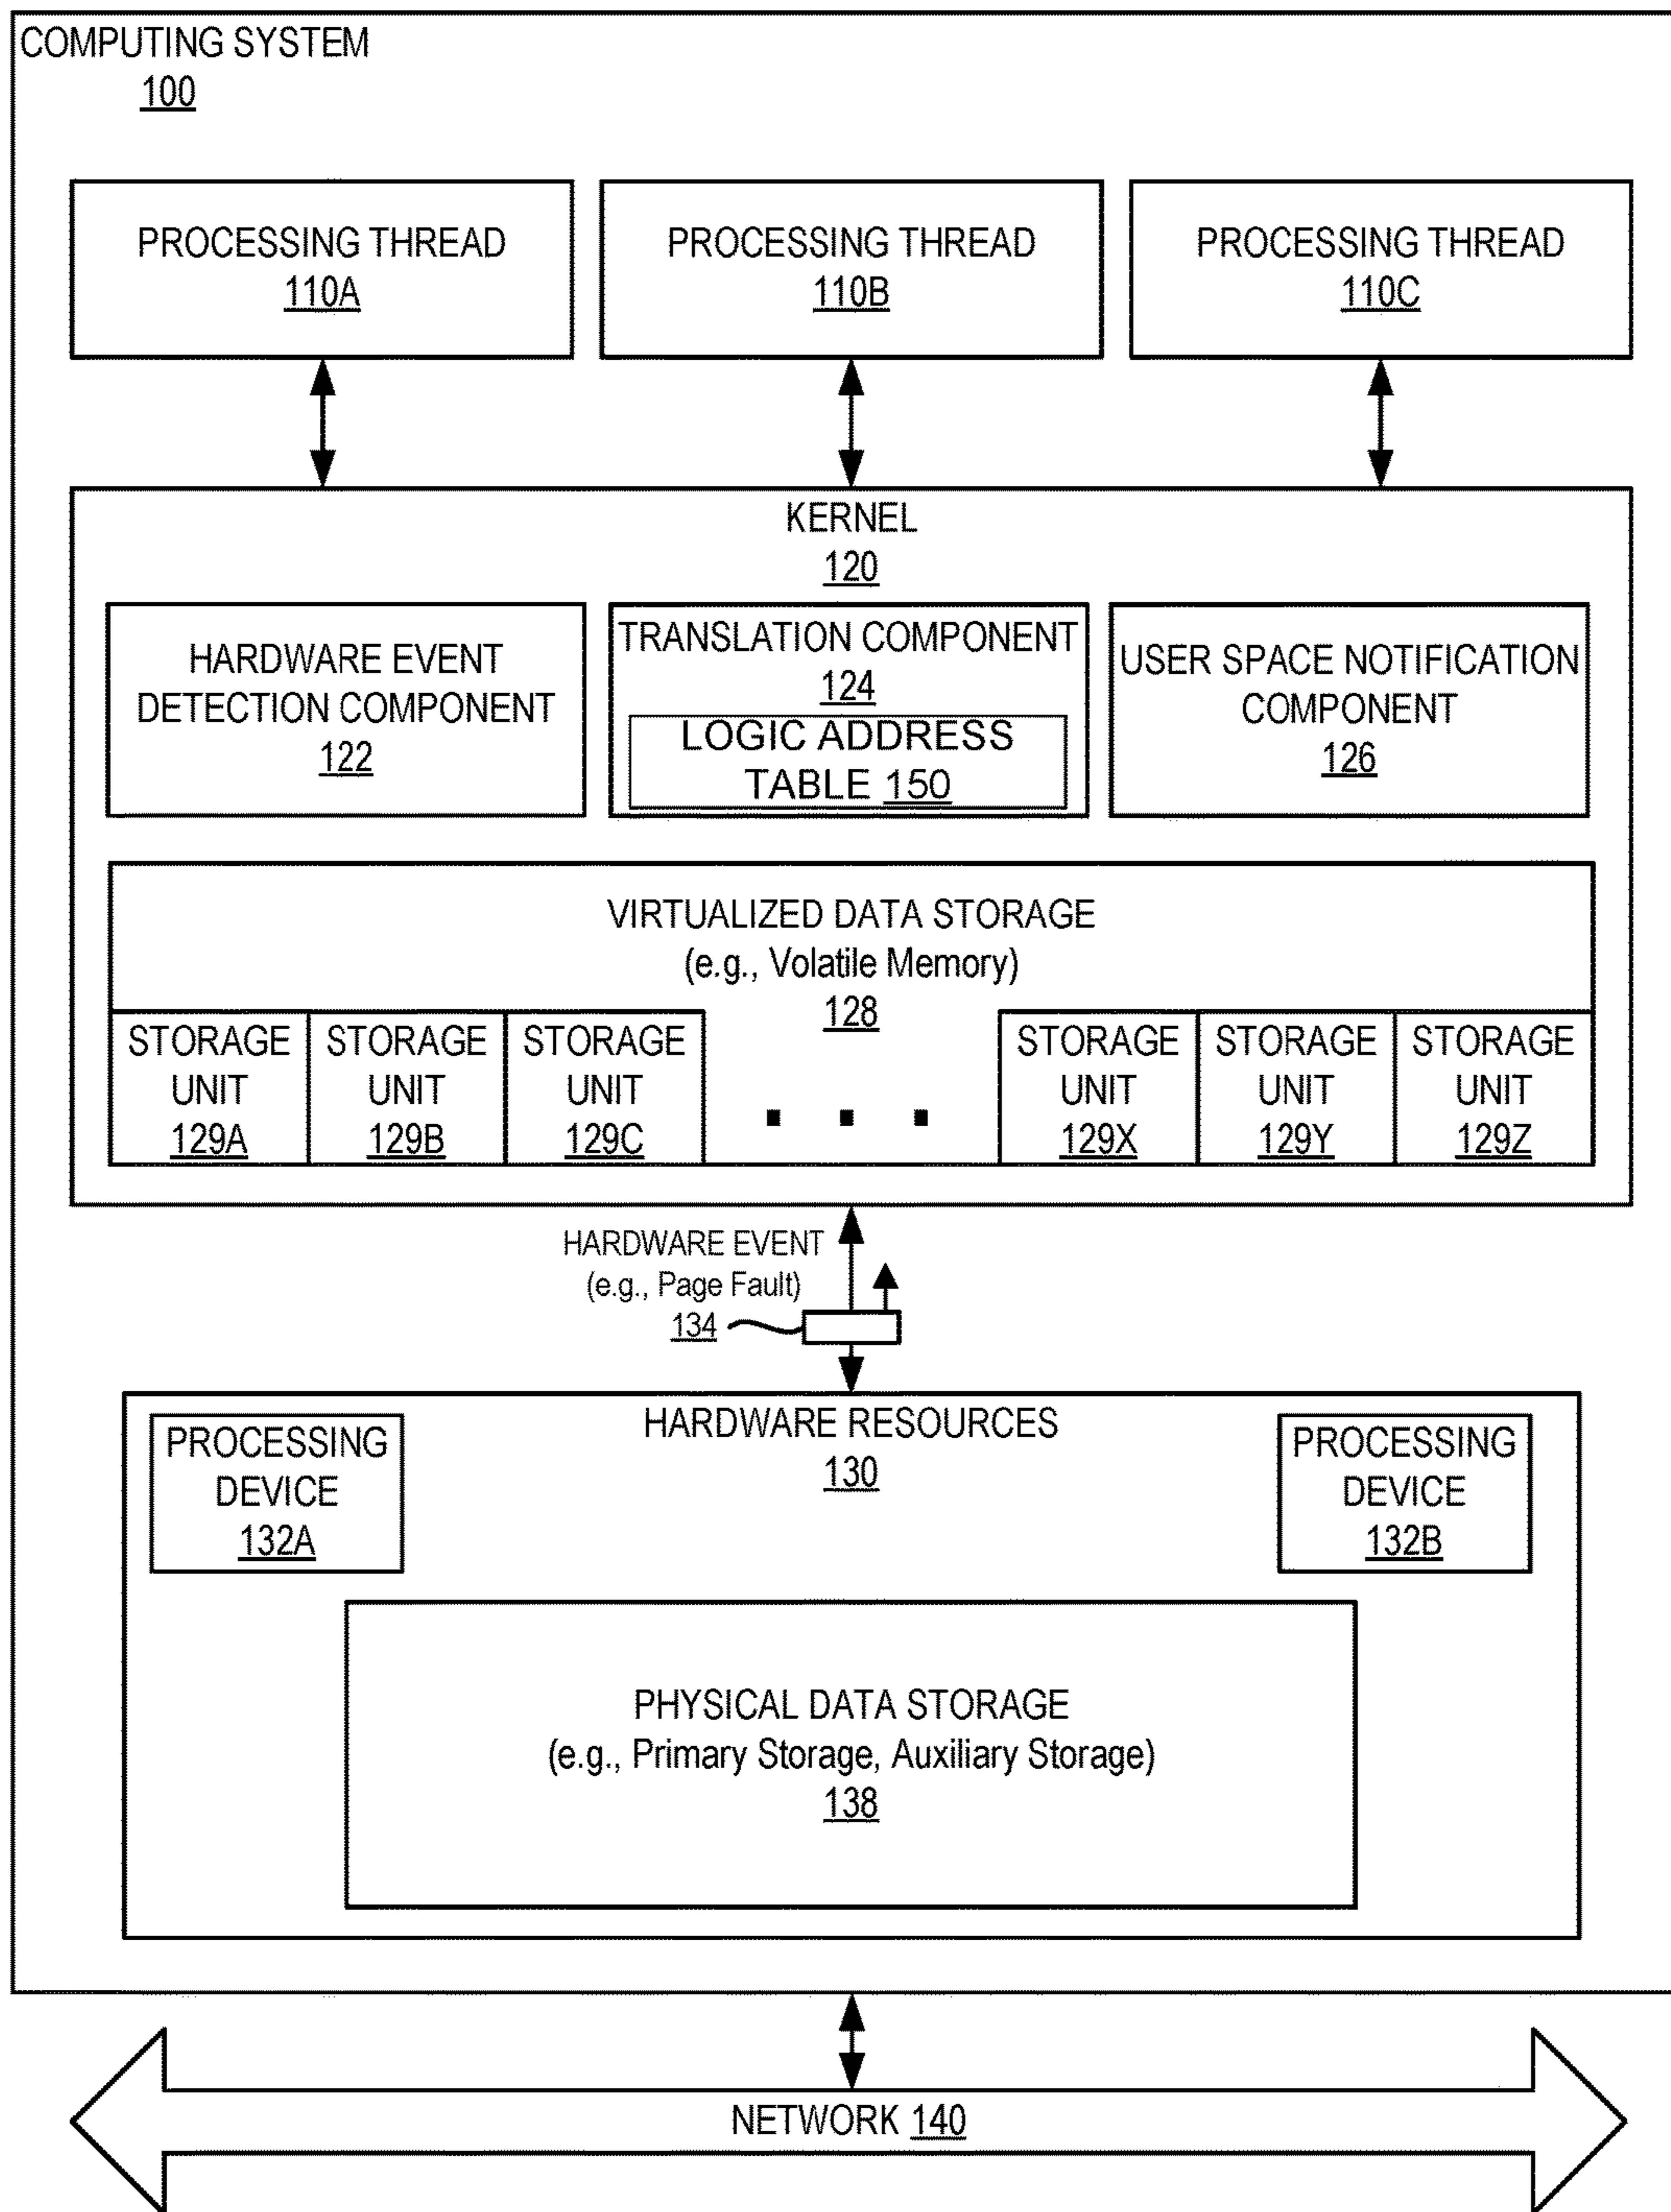 COMPUTING SYSTEM
100
PROCESSING THREAD
110A
PROCESSING THREAD
110B
PROCESSING THREAD
110C
KERNEL
120
HARDWARE EVENT
DETECTION COMPONENT
122
TRANSLATION COMPONENT
124
LOGIC ADDRESS
TABLE 150
USER SPACE NOTIFICATION
COMPONENT
126
VIRTUALIZED DATA STORAGE
(e.g., Volatile Memory)
128
STORAGE
UNIT
129A
STORAGE
UNIT
129B
STORAGE
UNIT
129C
. . .
STORAGE
UNIT
129X
STORAGE
UNIT
129Y
STORAGE
UNIT
129Z
HARDWARE EVENT
(e.g., Page Fault)
134
HARDWARE RESOURCES
130
PROCESSING
DEVICE
132A
PROCESSING
DEVICE
132B
PHYSICAL DATA STORAGE
(e.g., Primary Storage, Auxiliary Storage)
138
NETWORK 140